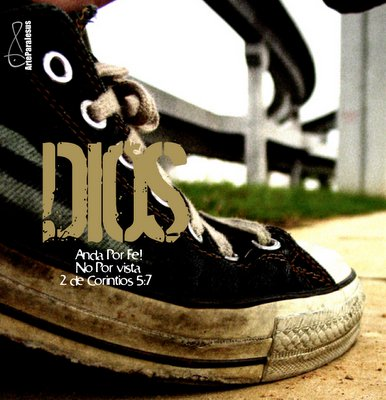 ArteParaJesus
DIOS
Anda Por Fe!
No Por vista
2 de Corintios 5:7